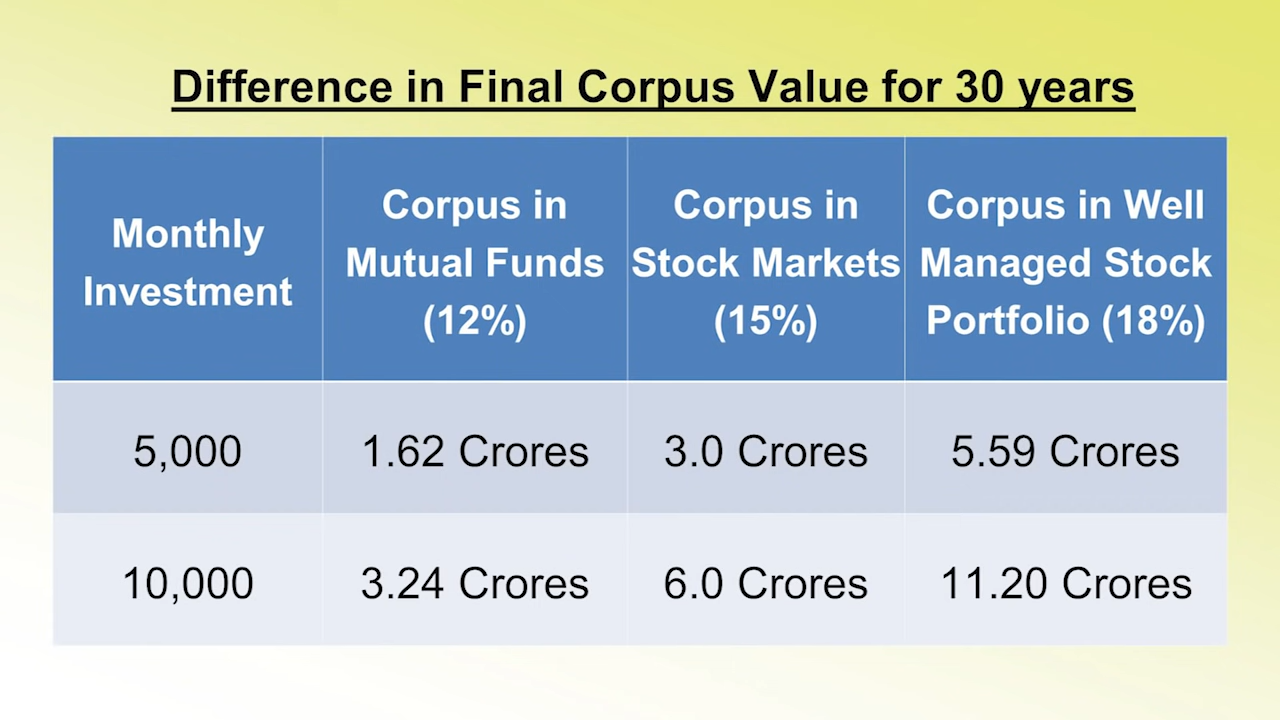 Difference in Final Corpus Value for 30 years
Monthly
Investment
Corpus in
Mutual Funds
(12%)
Corpus in
Stock Markets
(15%)
Corpus in Well
Managed Stock
Portfolio (18%)
5,000 1.62 Crores 3.0 Crores 5.59 Crores
10,000 3.24 Crores 6.0 Crores 11.20 Crores